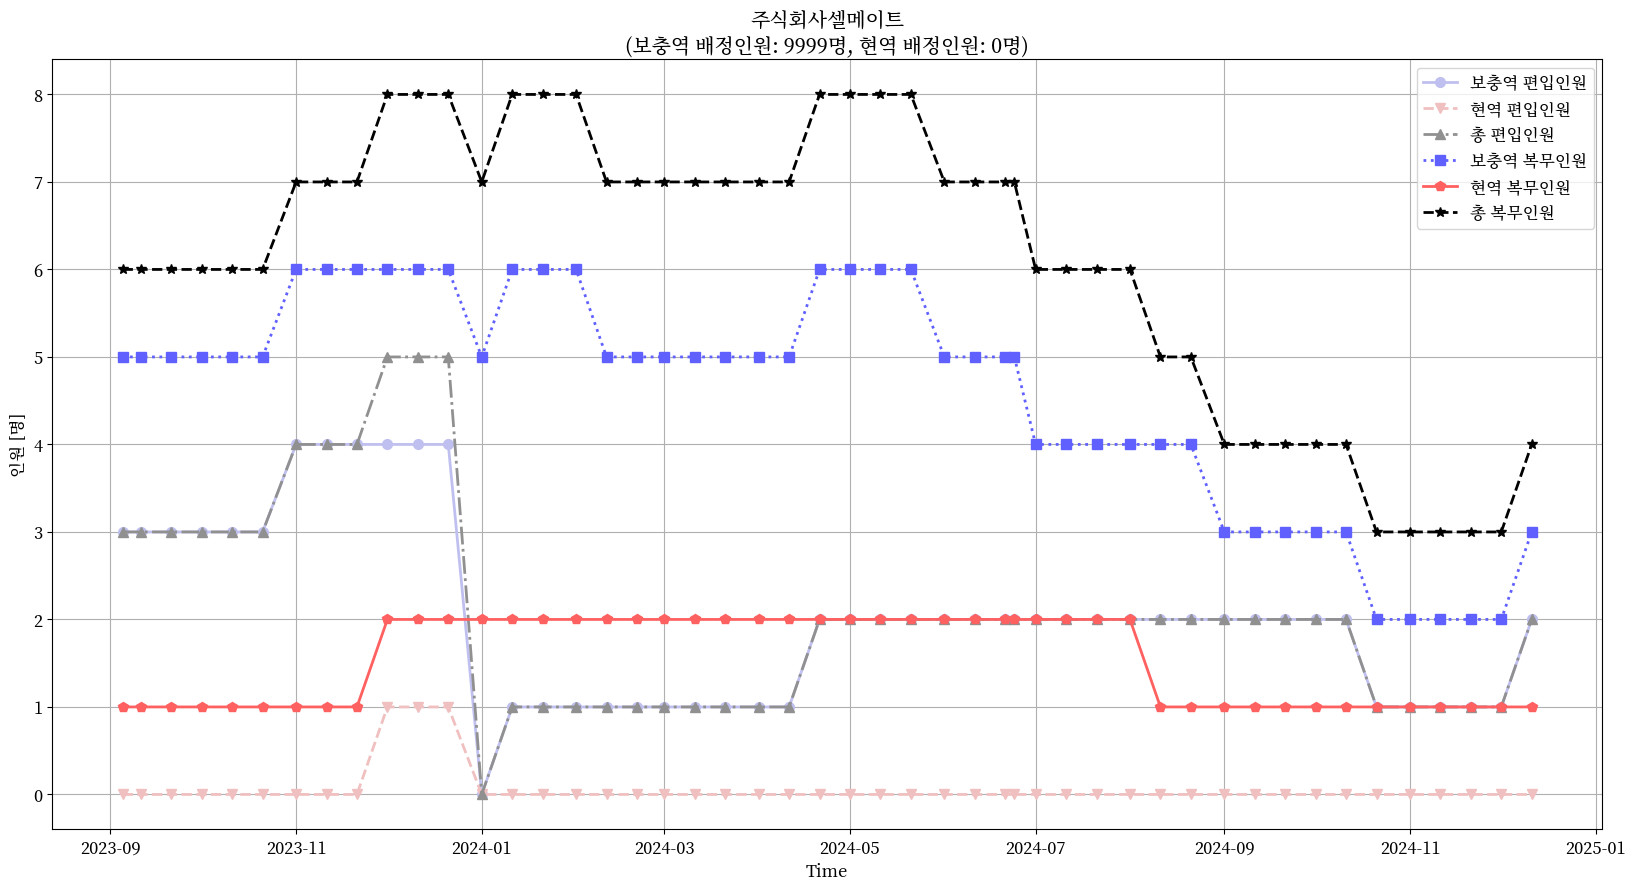 주식회사셀메이트
(보충역 배정인원: 9999명, 현역 배정인원: 0명)
보충역 편입인원
현역 편입인원
총 편입인원
보충역 복무인원
현역 복무인원
총 복무인원
인원 [명]
8
7
6
5
4
3
2
1
0
2023-09
2023-11
2024-01
2024-03
2024-05
2024-07
2024-09
2024-11
2025-01
Time